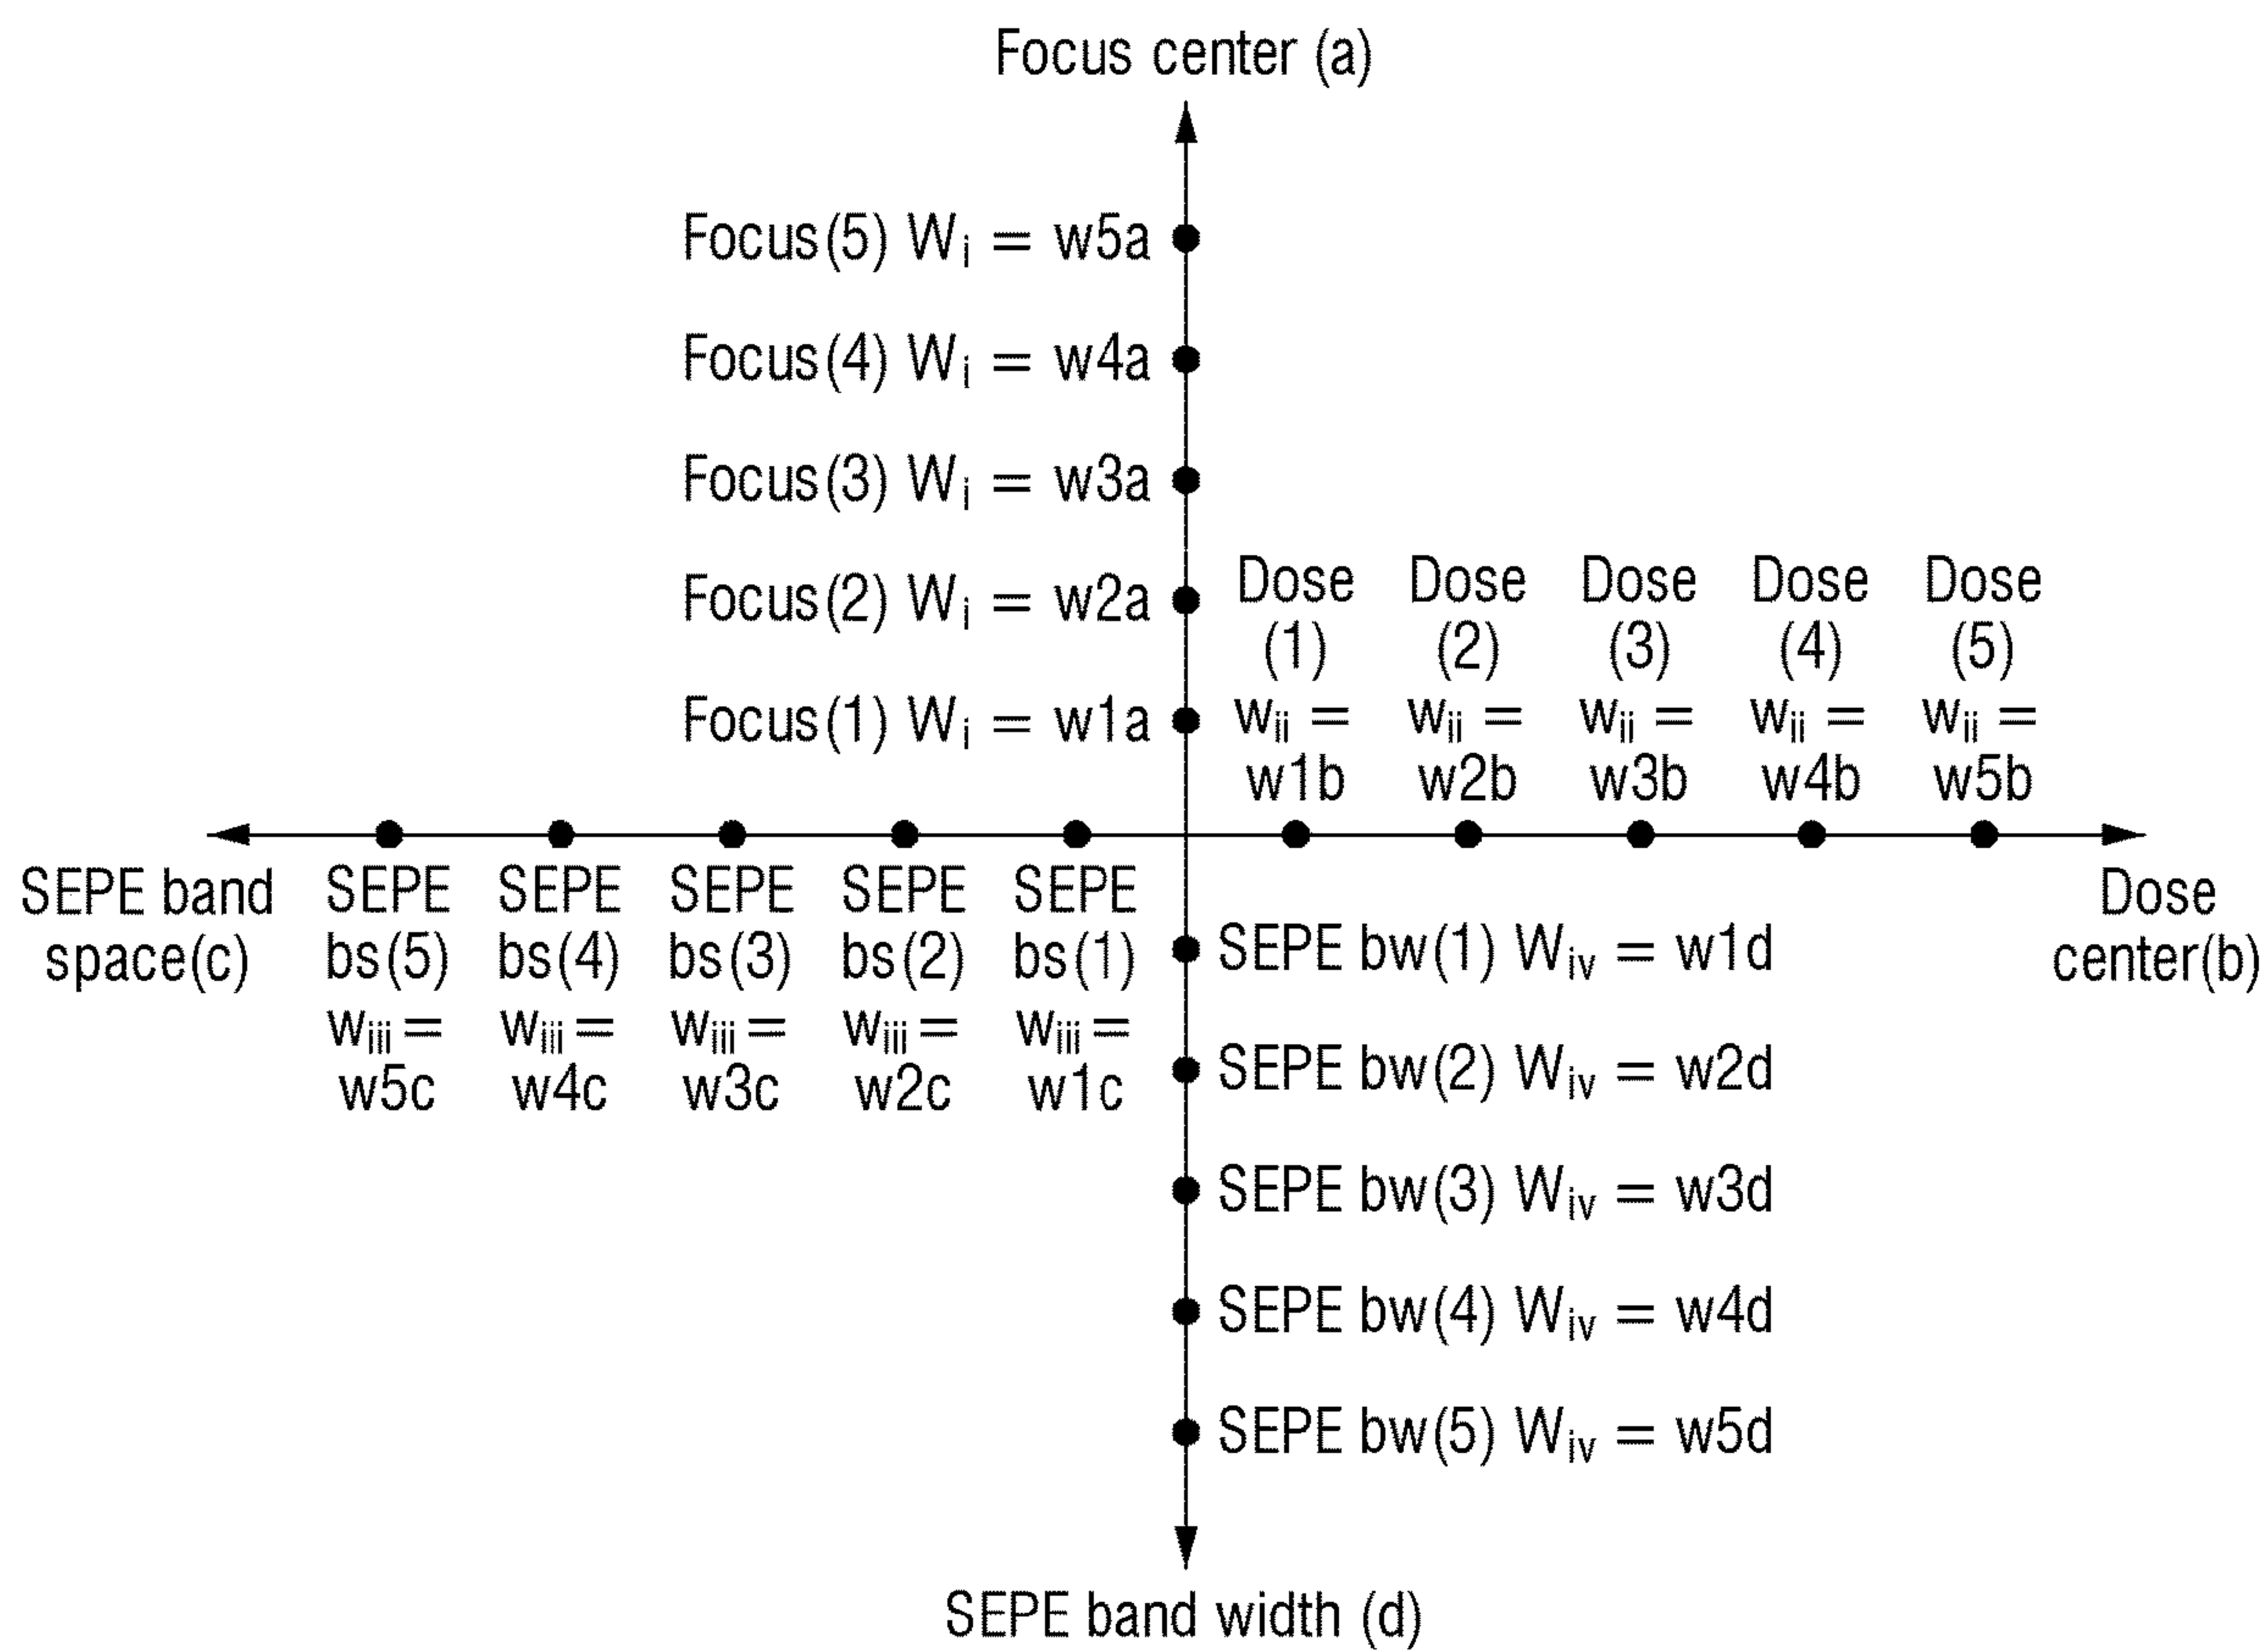 Focus center (a)
Focus(5) Wi = w5a
Focus(4) Wi = w4a
Focus(3) Wi = w3a
Focus(2) Wi = w2a
Focus(1) Wi = w1a
Dose
(1)
wii =
w1b
Dose
(2)
wii =
w2b
Dose
(3)
wii =
w3b
Dose
(4)
wii =
w4b
Dose
(5)
wii =
w5b
SEPE band
space(c)
SEPE
bs(5)
wiii =
w5c
SEPE
bs(4)
wiii =
w4c
SEPE
bs(3)
wiii =
w3c
SEPE
bs(2)
wiii =
w2c
SEPE
bs(1)
wiii =
w1c
Dose
center(b)
SEPE bw(1) Wiv = w1d
SEPE bw(2) Wiv = w2d
SEPE bw(3) Wiv = w3d
SEPE bw(4) Wiv = w4d
SEPE bw(5) Wiv = w5d
SEPE band width (d)